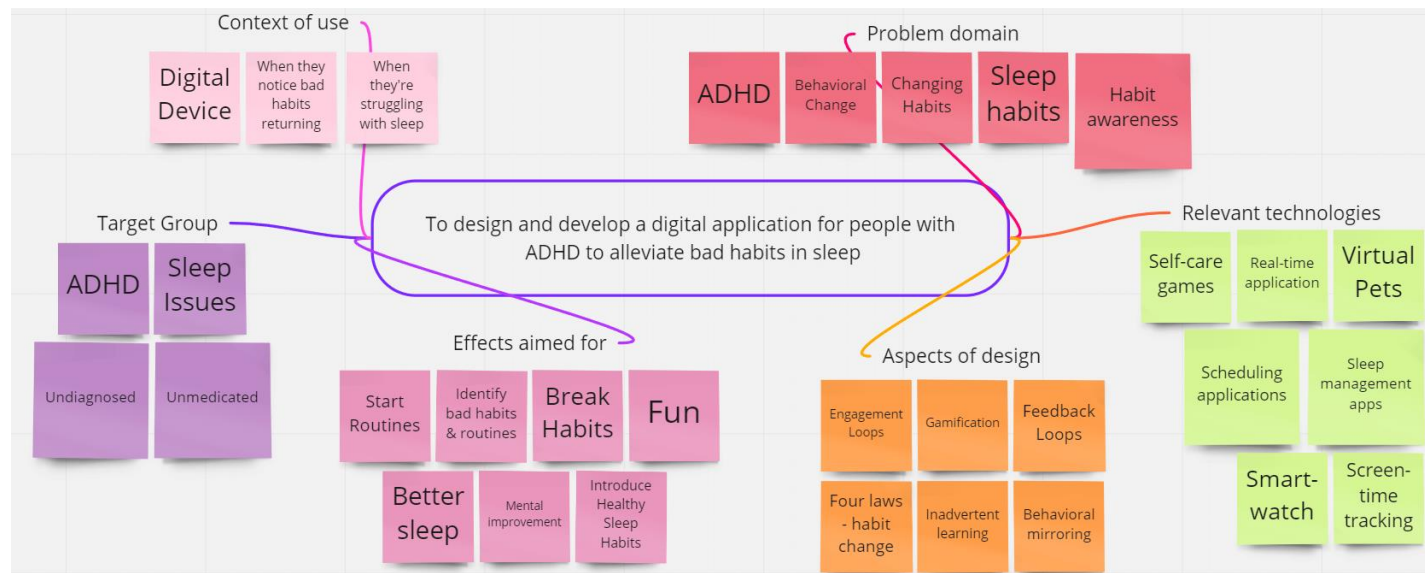 Context of use
Digital
Device
When they
notice bad
habits
returning
When
they're
struggling
with sleep
Problem domain
ADHD
Behavioral
Change
Changing
Habits
Sleep
habits
Habit
awareness
To design and develop a digital application for people with
ADHD to alleviate bad habits in sleep
Target Group
ADHD
Sleep
Issues
Undiagnosed
Unmedicated
Effects aimed for
Start
Routines
Identify
bad habits
& routines
Break
Habits
Fun
Better
sleep
Mental
improvement
Introduce
Healthy
Sleep
Habits
Aspects of design
Engagement
Loops
Gamification
Feedback
Loops
Four laws
- habit
change
Inadvertent
learning
Behavioral
mirroring
Relevant technologies
Self-care
games
Real-time
application
Virtual
Pets
Scheduling
applications
Sleep
management
apps
Smart-
watch
Screen-
time
tracking